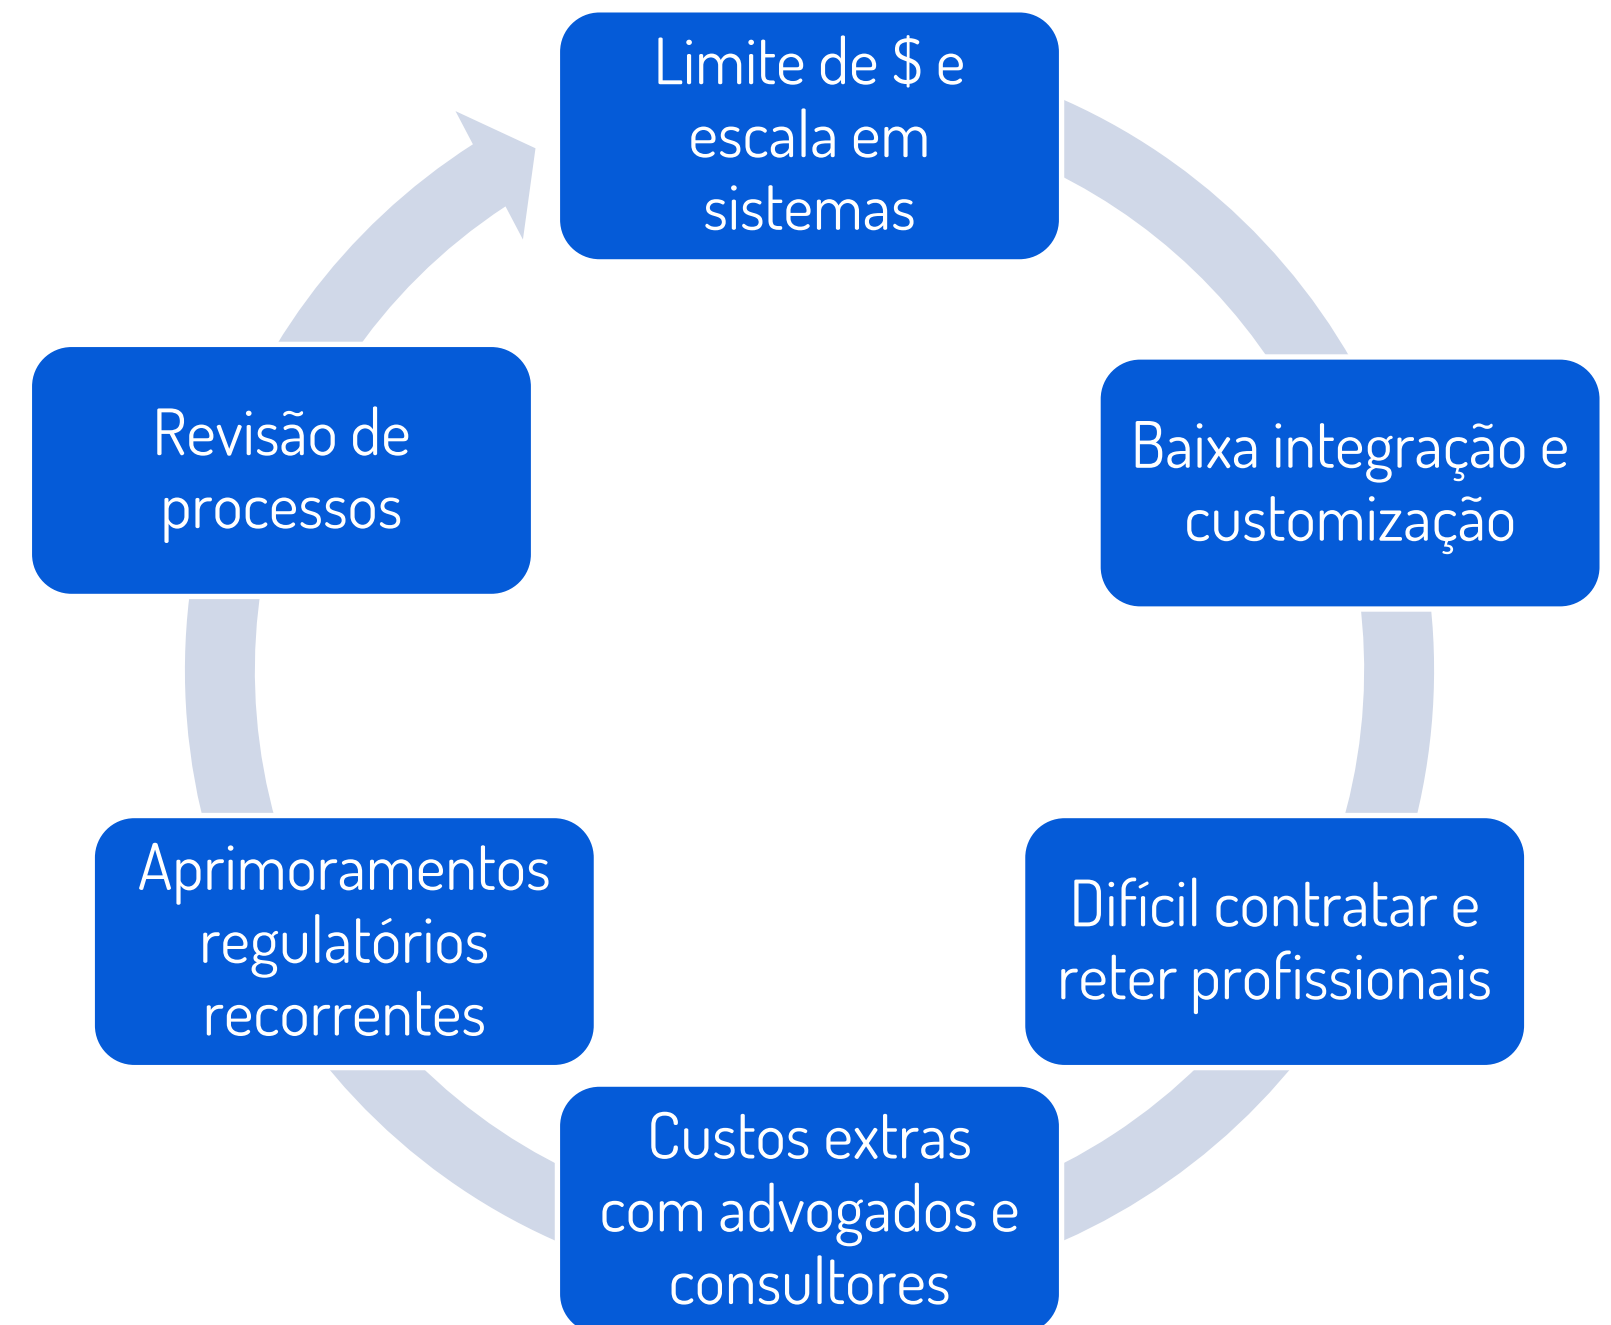 Limite de $ e
escala em
sistemas
Baixa integração e
customização
Difícil contratar e
reter profissionais
Custos extras
com advogados e
consultores
Aprimoramentos
regulatórios
recorrentes
Revisão de
processos